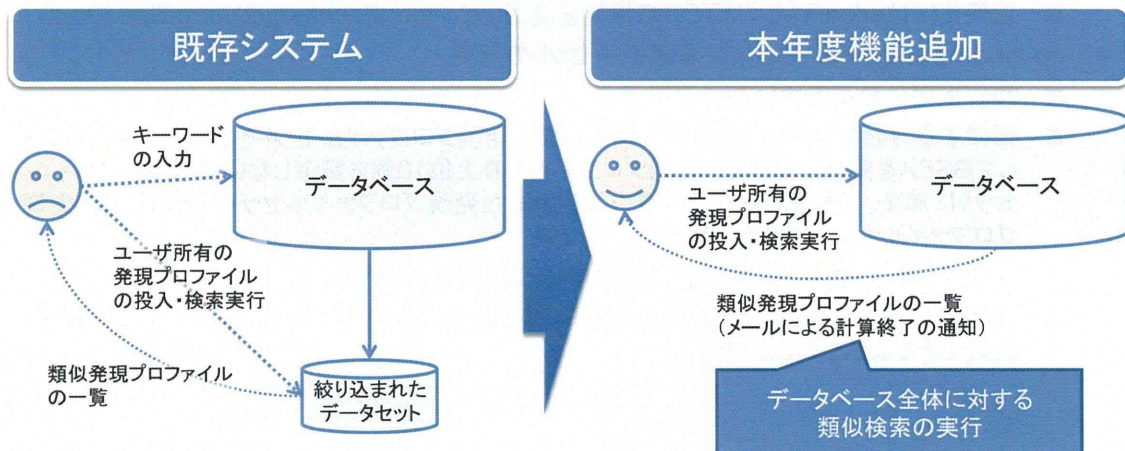 既存システム
キーワード
の入力
データベース
ユーザ所有の
発現プロファイル
の投入・検索実行
類似発現プロファイル
の一覧
絞り込まれた
データセット
本年度機能追加
データベース
ユーザ所有の
発現プロファイル
の投入・検索実行
類似発現プロファイルの一覧
(メールによる計算終了の通知)
データベース全体に対する
類似検索の実行